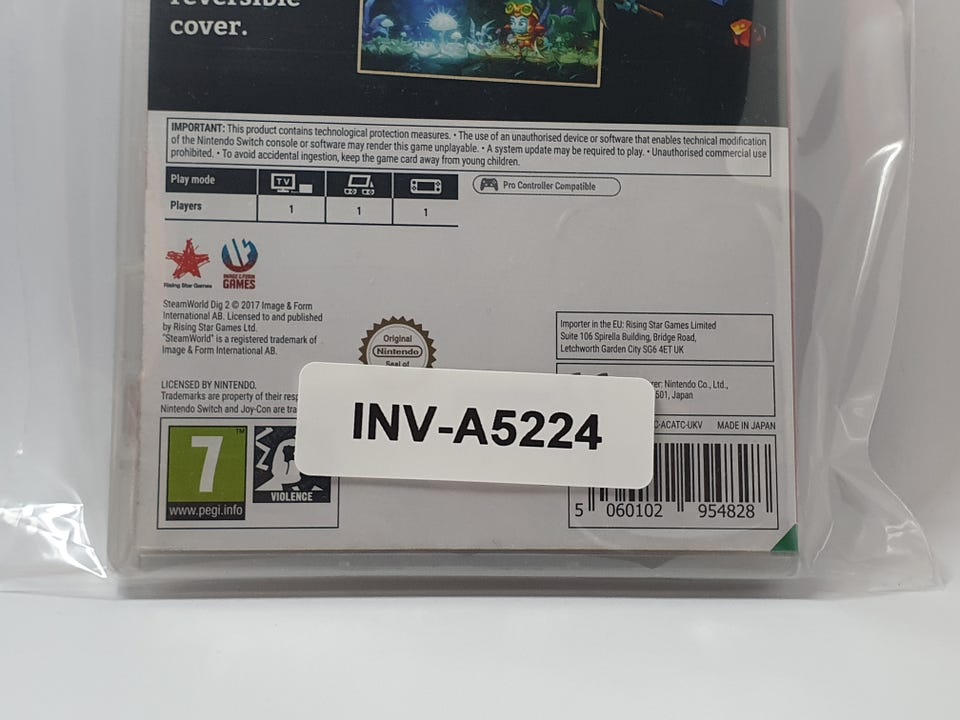 reversible
cover.
IMPORTANT: This product contains technological protection measures. • The use of an unauthorised device or software that enables technical modification
of the Nintendo Switch console or software may render this game unplayable. • A system update may be required to play. • Unauthorised commercial use
prohibited. • To avoid accidental ingestion, keep the game card away from young children.
Play mode TV
Pro Controller Compatible
Players 1 1 1
Rising Star Games
IMAGE & FORM
GAMES
SteamWorld Dig 2 © 2017 Image & Form
International AB. Licensed to and published
by Rising Star Games Ltd.
"SteamWorld" is a registered trademark of
Image & Form International AB.
Original
Nintendo
Seal of
Importer in the EU: Rising Star Games Limited
Suite 106 Spirella Building, Bridge Road,
Letchworth Garden City SG6 4ET UK
Nintendo Co., Ltd.,
501, Japan
LICENSED BY NINTENDO.
Trademarks are property of their
Nintendo Switch and Joy-Con are
INV-A5224
C-ACATC-UKV MADE IN JAPAN
7 TM
www.pegi.info
VIOLENCE
5 060102 954828